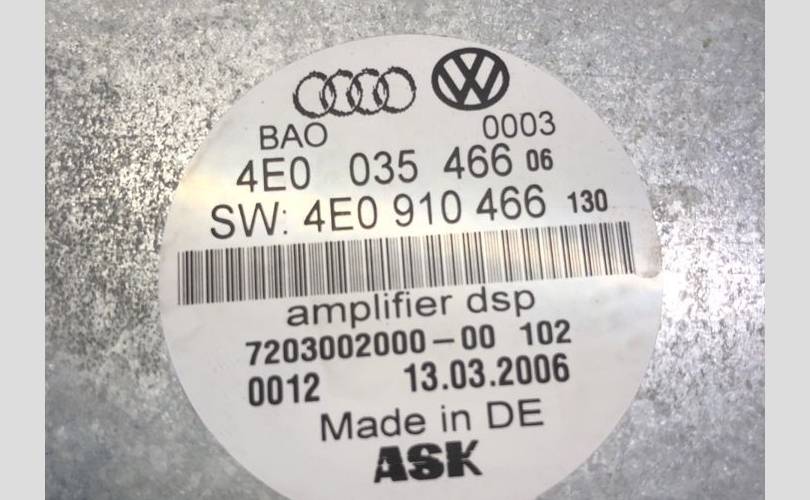 BAO 0003
4E0 035 466 06
SW: 4E0 910 466 130
amplifier dsp
7203002000-00 102
0012 13.03.2006
Made in DE
ASK